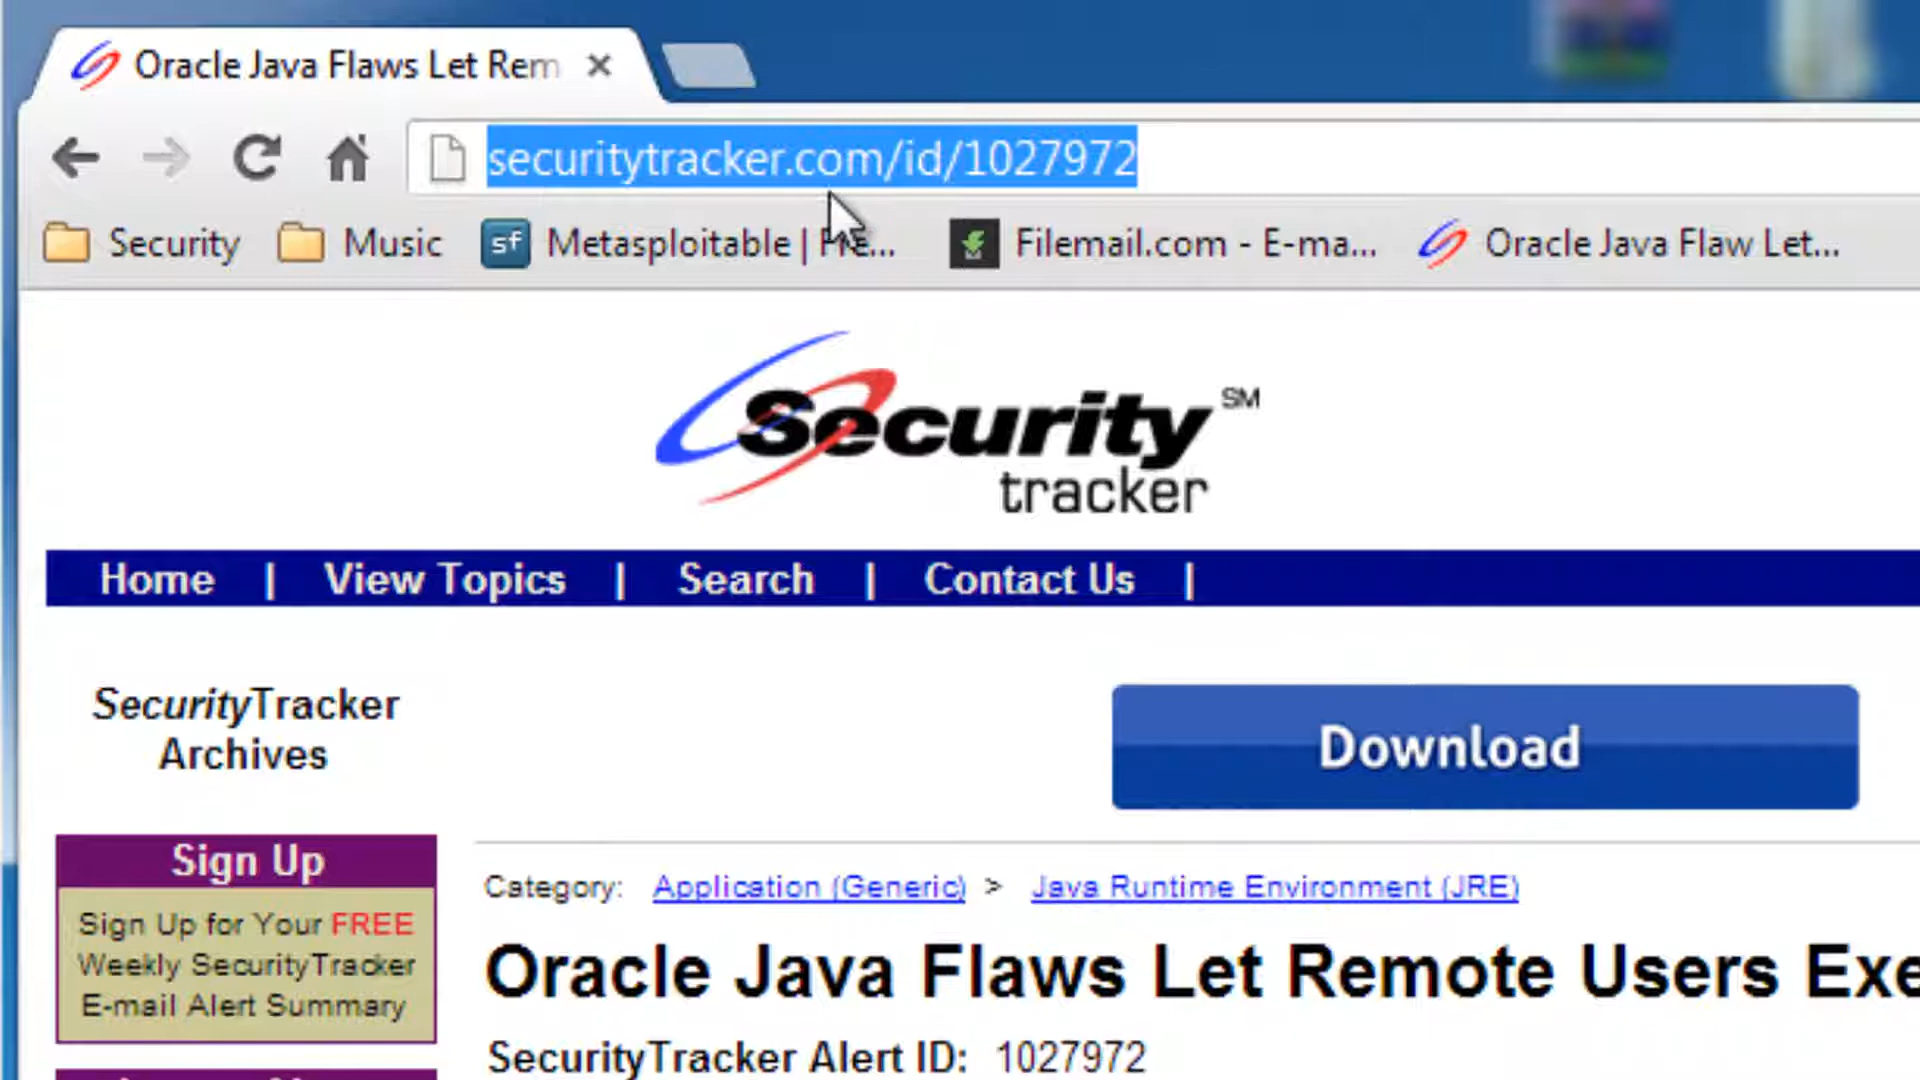 Oracle Java Flaws Let Rem
securitytracker.com/id/1027972
Security Music sf Metasploitable | Fre... Filemail.com - E-ma... Oracle Java Flaw Let...
Security SM
tracker
Home | View Topics | Search | Contact Us |
SecurityTracker
Archives
Download
Sign Up
Sign Up for Your FREE
Weekly SecurityTracker
E-mail Alert Summary
Category: Application (Generic) > Java Runtime Environment (JRE)
Oracle Java Flaws Let Remote Users Exe
SecurityTracker Alert ID: 1027972